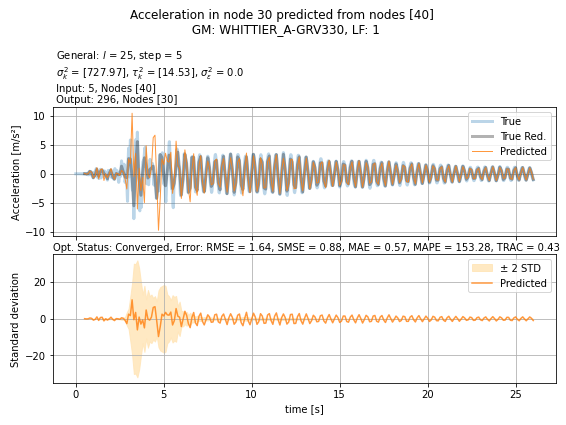 Acceleration in node 30 predicted from nodes [40]
GM: WHITTIER_A-GRV330, LF: 1
General: l = 25, step = 5
σ²ₖ = [727.97], τ²ₖ = [14.53], σ²ε = 0.0
Input: 5, Nodes [40]
Output: 296, Nodes [30]
Acceleration [m/s²]
10
5
0
−5
−10
True
True Red.
Predicted
Opt. Status: Converged, Error: RMSE = 1.64, SMSE = 0.88, MAE = 0.57, MAPE = 153.28, TRAC = 0.43
Standard deviation
20
0
−20
± 2 STD
Predicted
0 5 10 15 20 25
time [s]